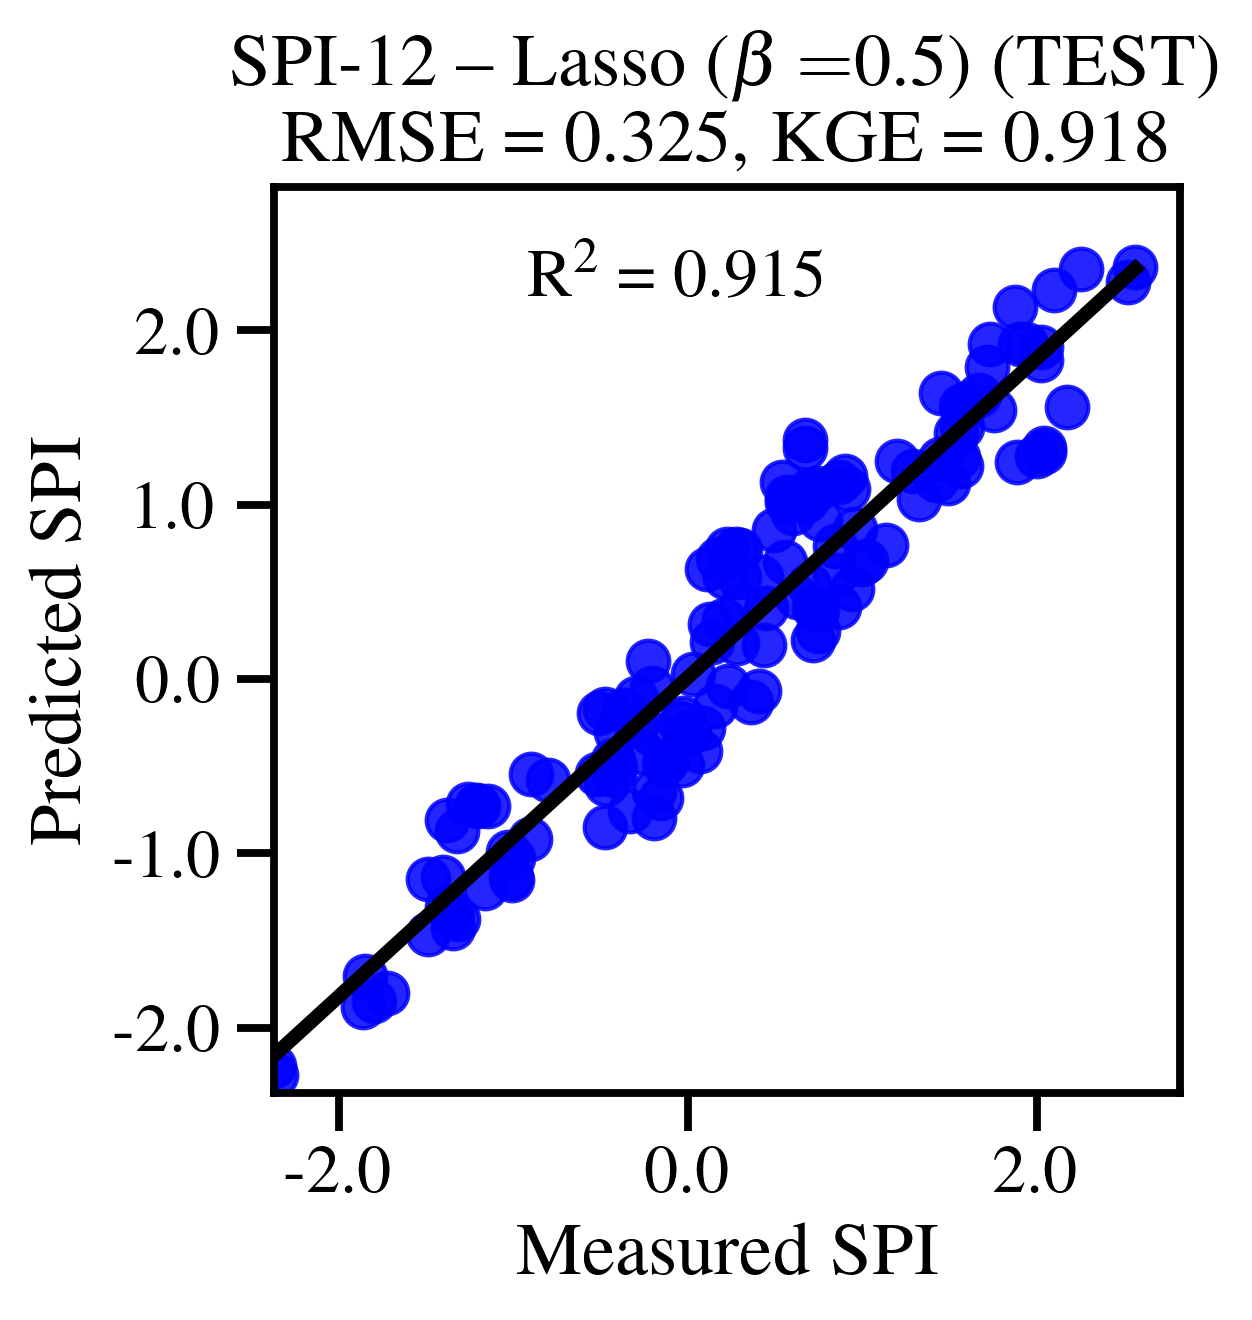 SPI-12 – Lasso (β =0.5) (TEST)
RMSE = 0.325, KGE = 0.918
R² = 0.915
2.0
1.0
0.0
-1.0
-2.0
Predicted SPI
-2.0 0.0 2.0
Measured SPI